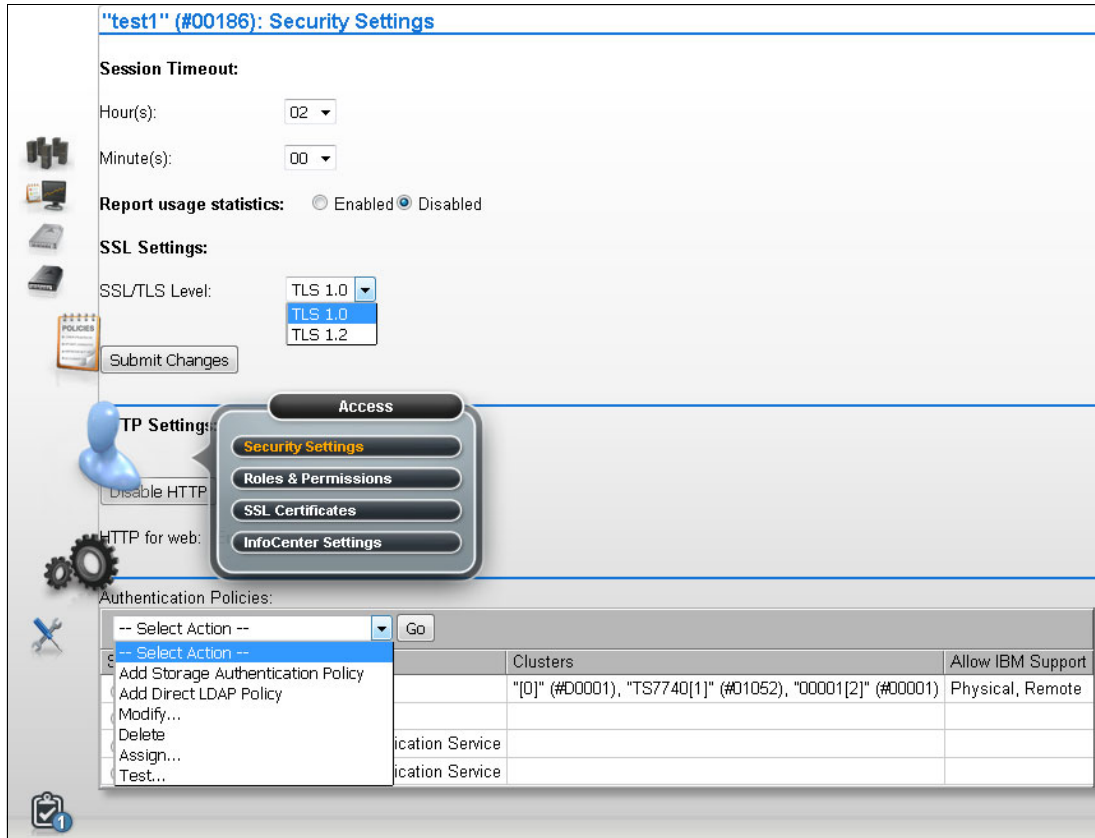 "test1" (#00186): Security Settings
Session Timeout:
Hour(s):
02
Minute(s):
00
Report usage statistics:
Enabled Disabled
SSL Settings:
SSL/TLS Level:
TLS 1.0
TLS 1.0
TLS 1.2
POLICIES
Submit Changes
Access
TP Settings:
Security Settings
Roles & Permissions
Disable HTTP
SSL Certificates
HTTP for web:
InfoCenter Settings
Authentication Policies:
-- Select Action --
Go
-- Select Action --
Add Storage Authentication Policy
Add Direct LDAP Policy
Modify...
Delete
Assign...
Test...
Clusters
Allow IBM Support
"[0]" (#D0001), "TS7740[1]" (#01052), "00001[2]" (#00001)
Physical, Remote
ication Service
ication Service
1